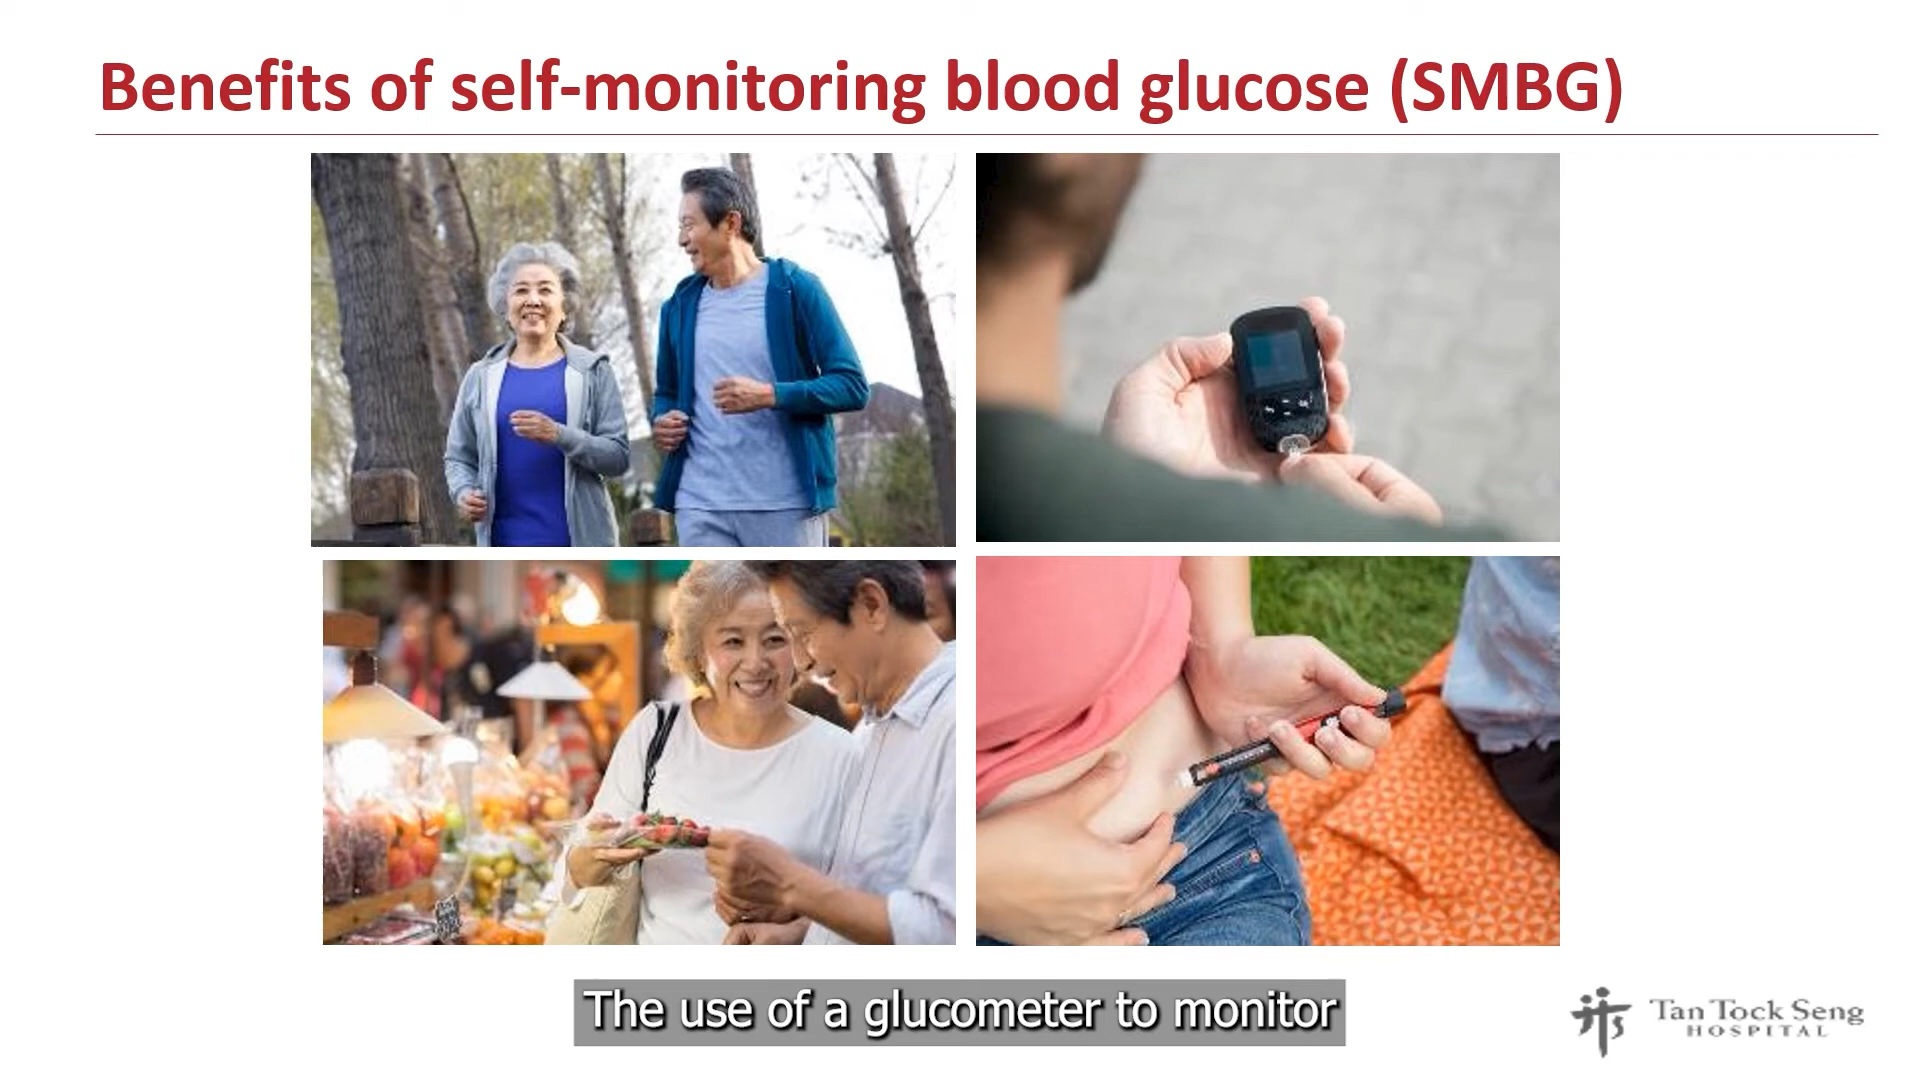 Benefits of self-monitoring blood glucose (SMBG)
The use of a glucometer to monitor
Tan Tock Seng
HOSPITAL